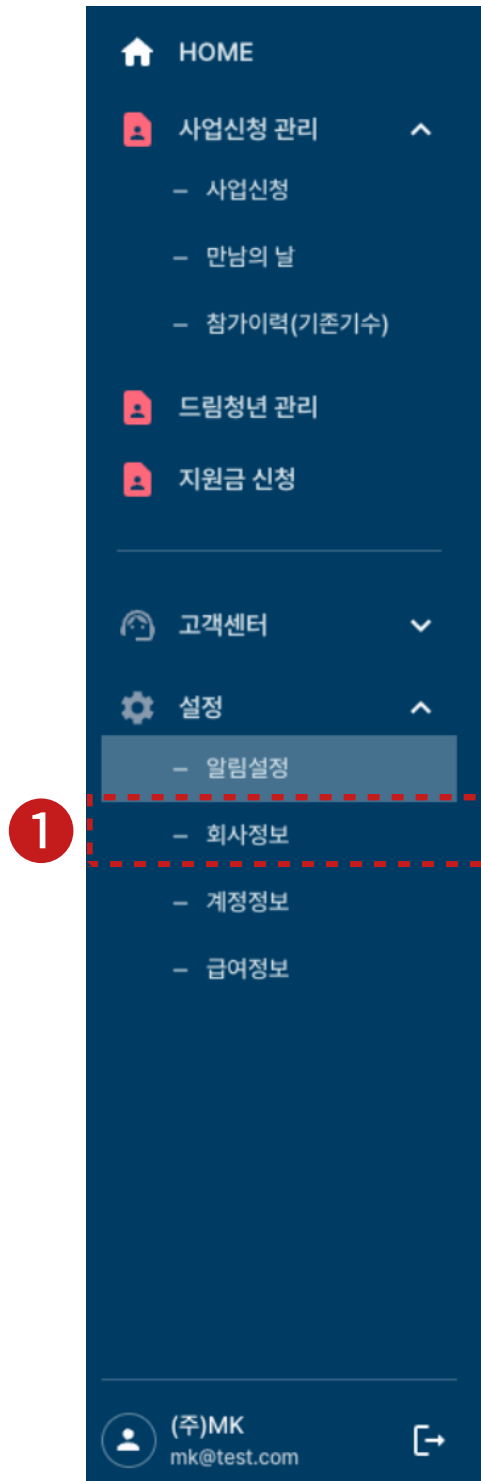 HOME
사업신청 관리
– 사업신청
– 만남의 날
– 참가이력(기존기수)
드림청년 관리
지원금 신청
고객센터
설정
– 알림설정
1
– 회사정보
– 계정정보
– 급여정보
(주)MK
mk@test.com